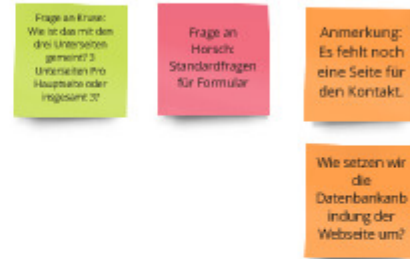 Frage an Kruse:
Wie ist das mit den
drei Unterseiten
gemeint? 3
Unterseiten Pro
Hauptseite oder
insgesamt 3?
Frage an
Horsch:
Standardfragen
für Formular
Anmerkung:
Es fehlt noch
eine Seite für
den Kontakt.
Wie setzen wir
die
Datenbankanb
indung der
Webseite um?